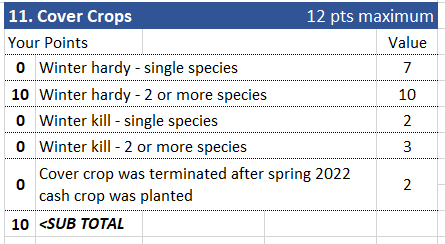 11. Cover Crops 12 pts maximum
Your Points Value
0 Winter hardy - single species 7
10 Winter hardy - 2 or more species 10
0 Winter kill - single species 2
0 Winter kill - 2 or more species 3
0 Cover crop was terminated after spring 2022 2
cash crop was planted
10 <SUB TOTAL